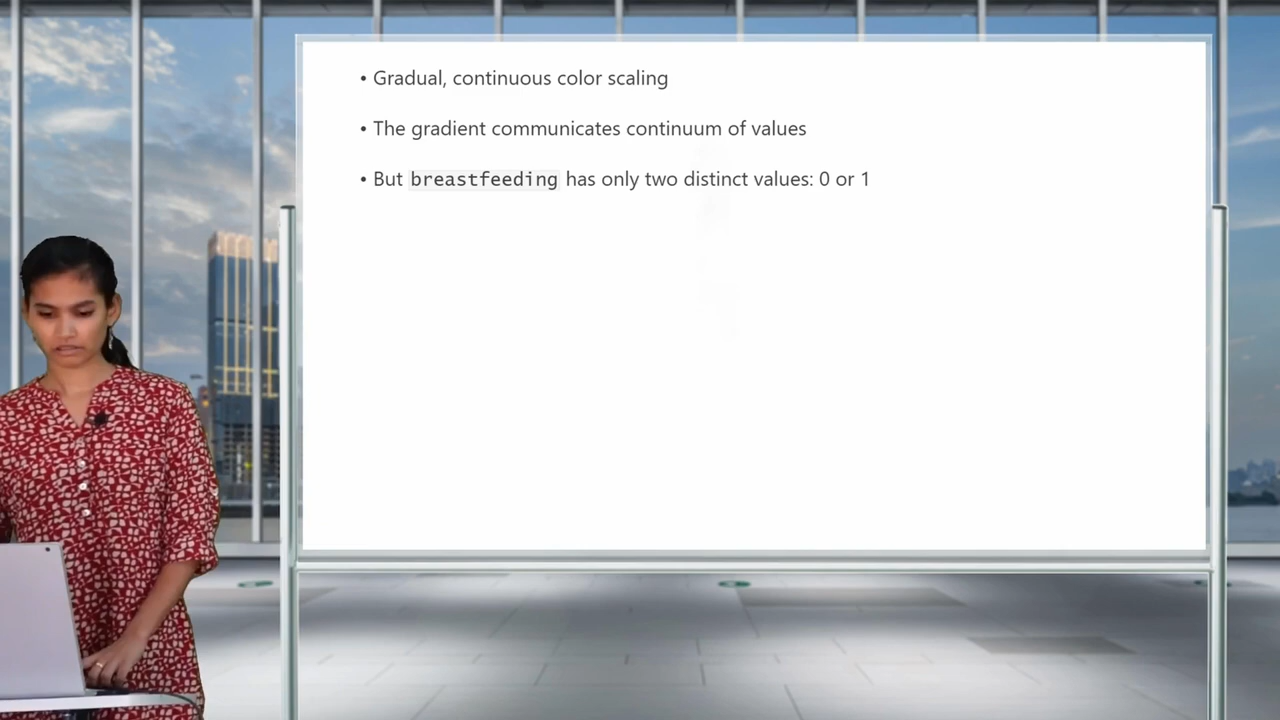 • Gradual, continuous color scaling
• The gradient communicates continuum of values
• But breastfeeding has only two distinct values: 0 or 1